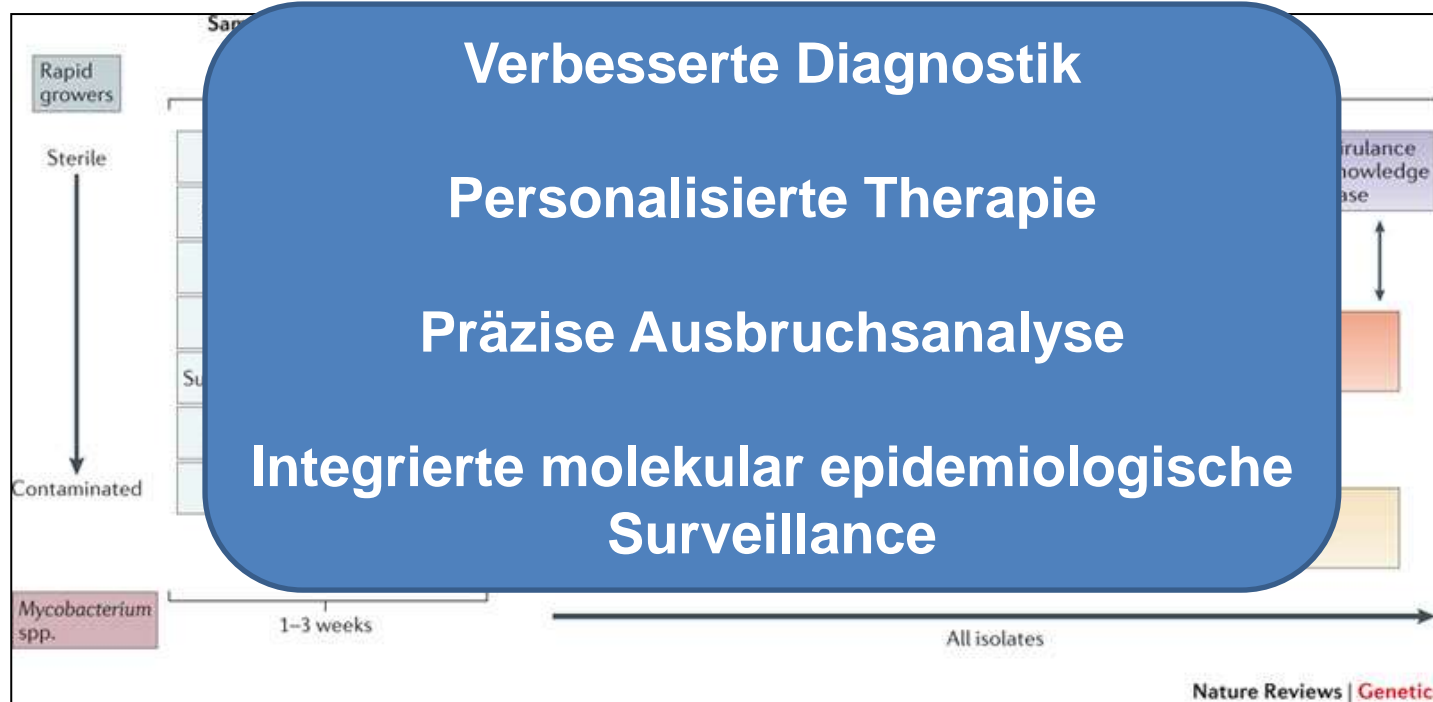 Rapid
growers
Sterile
Contaminated
Mycobacterium
spp.
1–3 weeks
Verbesserte Diagnostik
Personalisierte Therapie
Präzise Ausbruchsanalyse
Integrierte molekular epidemiologische
Surveillance
All isolates
Nature Reviews | Genetic